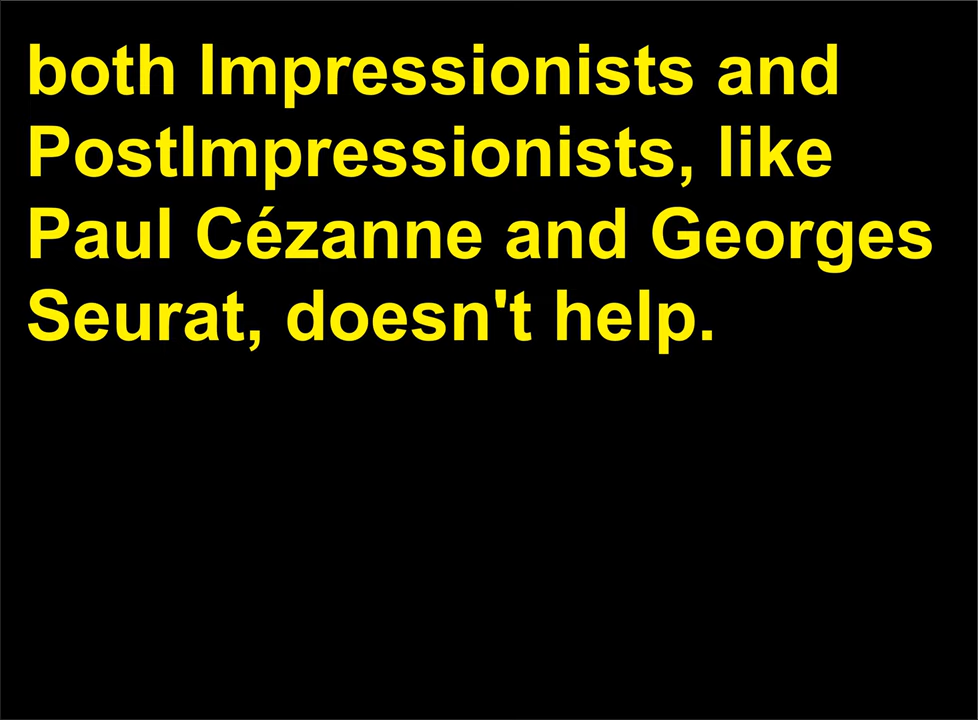 both Impressionists and
PostImpressionists, like
Paul Cézanne and Georges
Seurat, doesn't help.